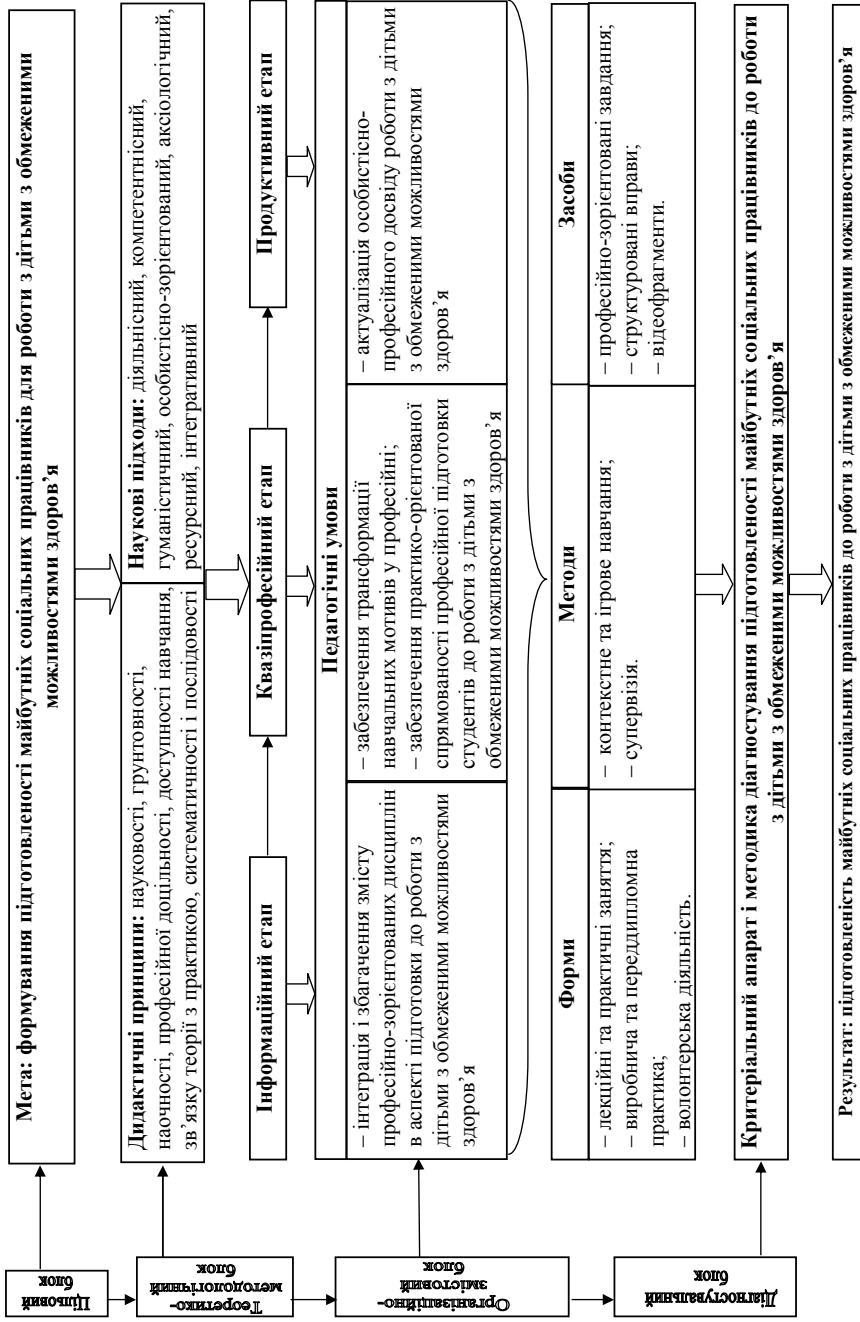 Цільовий
блок
Мета: формування підготовленості майбутніх соціальних працівників для роботи з дітьми з обмеженими
можливостями здоров’я
Теоретико-
методологічний
блок
Дидактичні принципи: науковості, грунтовності,
наочності, професійної доцільності, доступності навчання,
зв’язку теорії з практикою, систематичності і послідовості
Наукові підходи: діяльнісний, компетентнісний,
гуманістичний, особистісно-зорієнтований, аксіологічний,
ресурсний, інтегративний
Інформаційний етап
Квазіпрофесійний етап
Продуктивний етап
Організаційно-
змістовий
блок
Педагогічні умови
– інтеграція і збагачення змісту
професійно-зорієнтованих дисциплін
в аспекті підготовки до роботи з
дітьми з обмеженими можливостями
здоров’я
– забезпечення трансформації
навчальних мотивів у професійні;
– забезпечення практико-орієнтованої
спрямованості професійної підготовки
студентів до роботи з дітьми з
обмеженими можливостями здоров’я
– актуалізація особистісно-
професійного досвіду роботи з дітьми
з обмеженими можливостями
здоров’я
Форми
– лекційні та практичні заняття;
– виробнича та переддипломна
практика;
– волонтерська діяльність.
Методи
– контекстне та ігрове навчання;
– супервізія.
Засоби
– професійно-зорієнтовані завдання;
– структуровані вправи;
– відеофрагменти.
Діагностувальний
блок
Критеріальний апарат і методика діагностування підготовленості майбутніх соціальних працівників до роботи
з дітьми з обмеженими можливостями здоров’я
Результат: підготовленість майбутніх соціальних працівників до роботи з дітьми з обмеженими можливостями здоров’я